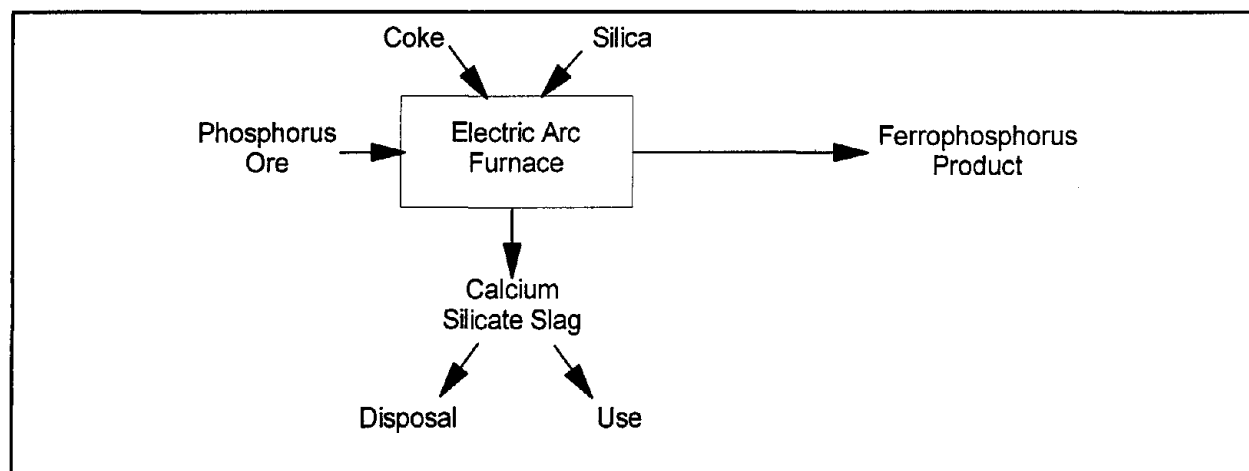 Coke
Silica
Phosphorus
Ore
Electric Arc
Furnace
Ferrophosphorus
Product
Calcium
Silicate Slag
Disposal
Use